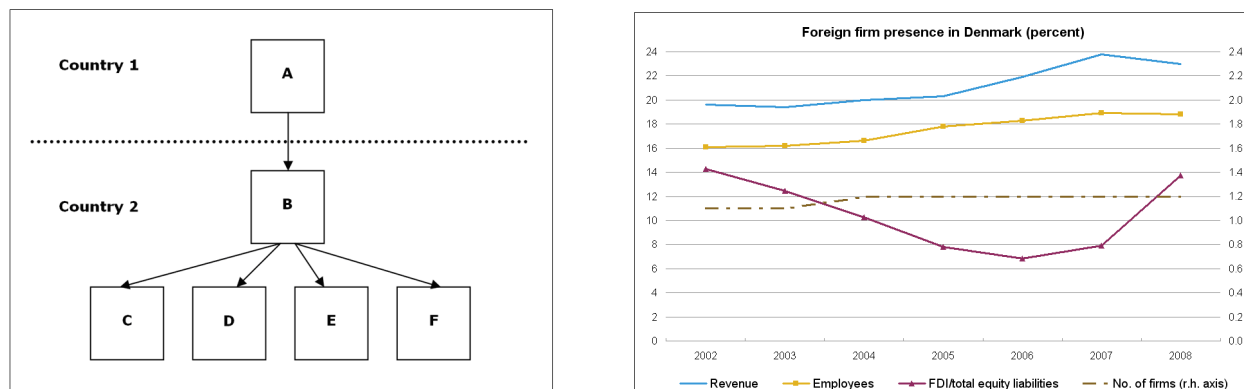 Country 1
A
Country 2
B
C D E F
Foreign firm presence in Denmark (percent)
24 2.4
22 2.2
20 2.0
18 1.8
16 1.6
14 1.4
12 1.2
10 1.0
8 0.8
6 0.6
4 0.4
2 0.2
0 0.0
2002 2003 2004 2005 2006 2007 2008
Revenue Employees FDI/total equity liabilities No. of firms (r.h. axis)